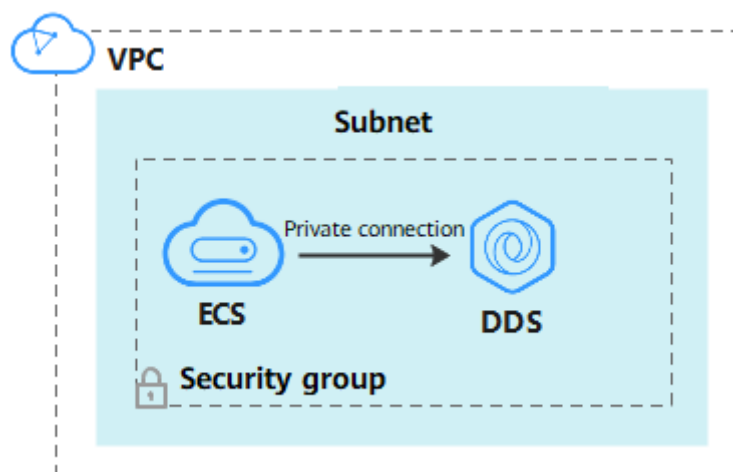 VPC
Subnet
Private connection
ECS
DDS
Security group